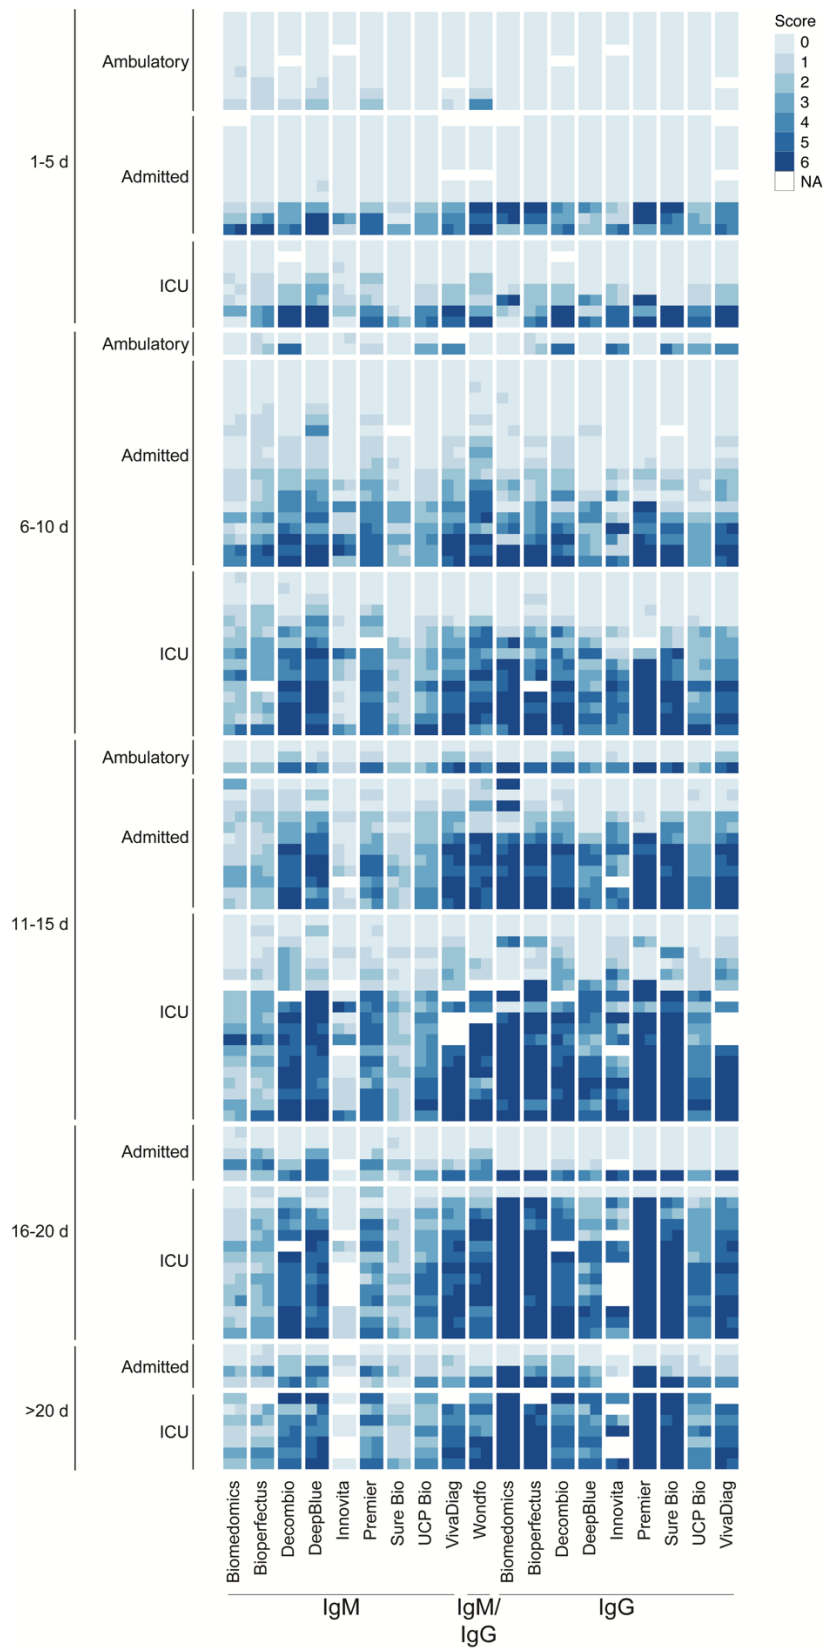 Score
0
1
2
3
4
5
6
NA
1-5 d
Ambulatory
Admitted
ICU
6-10 d
Ambulatory
Admitted
ICU
11-15 d
Ambulatory
Admitted
ICU
16-20 d
Admitted
ICU
>20 d
Admitted
ICU
Biomedomics
Bioperfectus
Decombio
DeepBlue
Innovita
Premier
Sure Bio
UCP Bio
VivaDiag
Wondfo
Biomedomics
Bioperfectus
Decombio
DeepBlue
Innovita
Premier
Sure Bio
UCP Bio
VivaDiag
IgM
IgM/
IgG
IgG